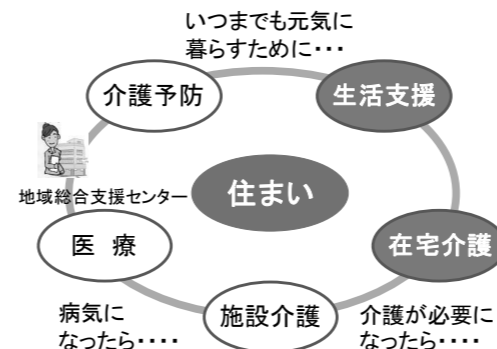 いつまでも元気に
暮らすために･･･
介護予防
生活支援
地域総合支援センター
住まい
医 療
在宅介護
施設介護
病気に
なったら････
介護が必要に
なったら････